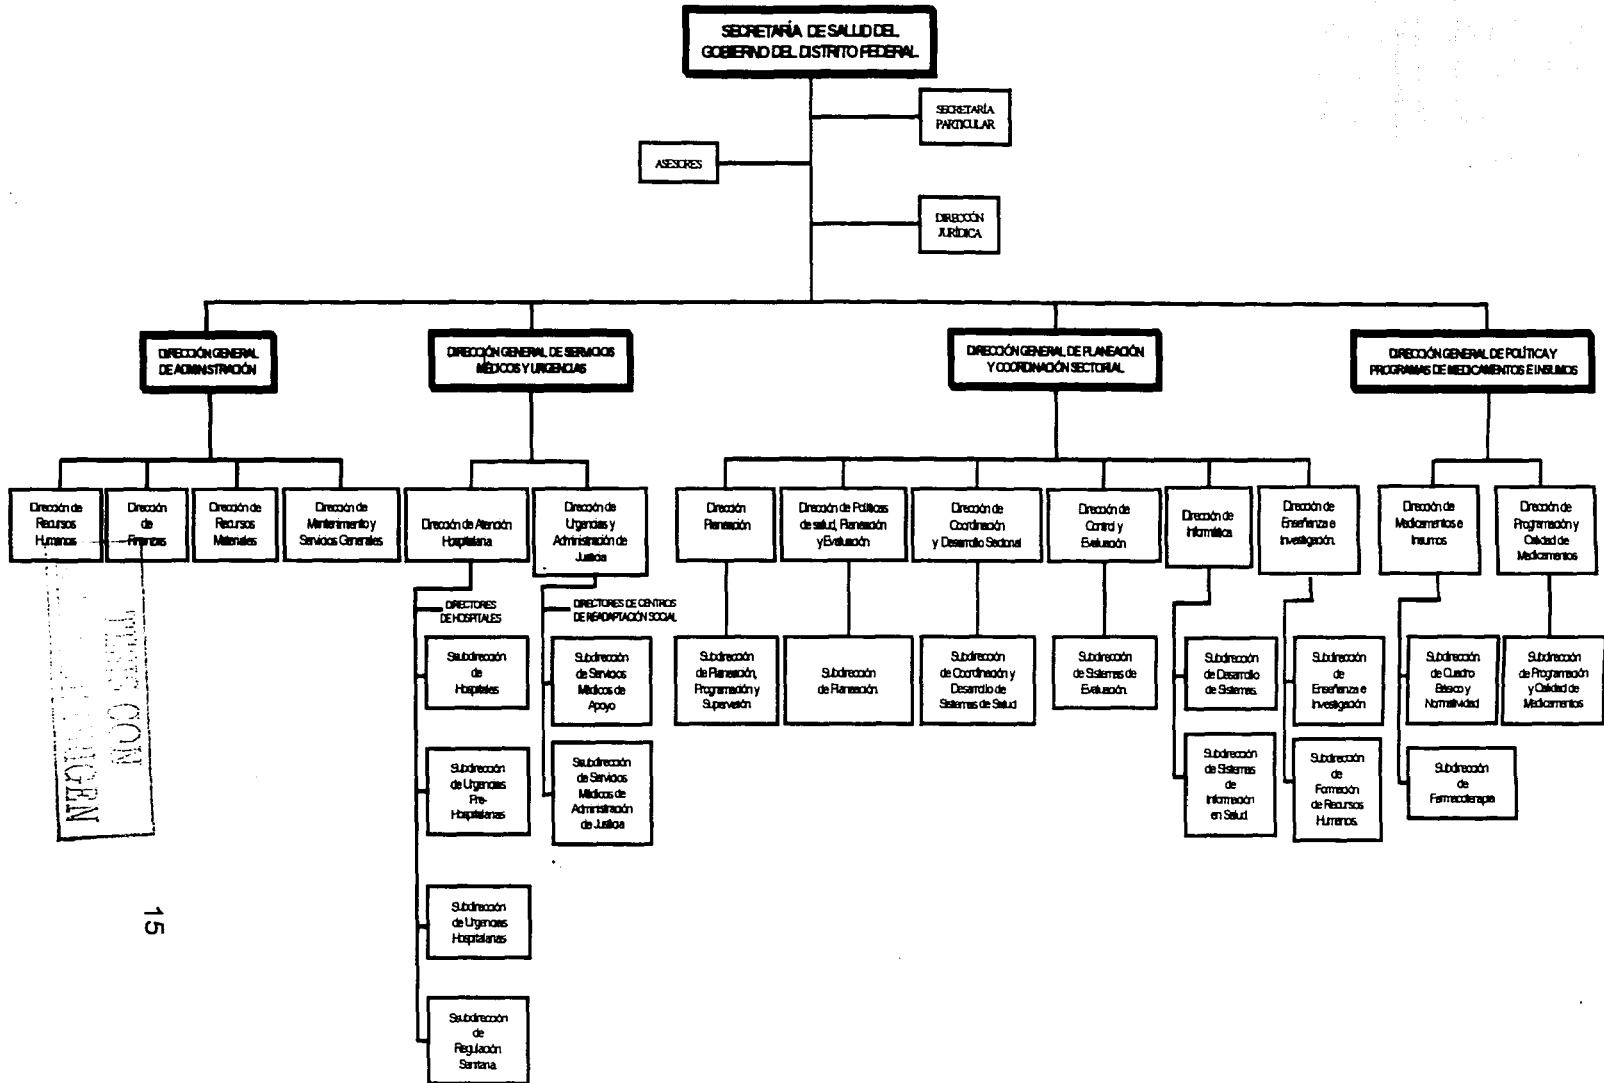 SECRETARÍA DE SALUD DEL
GOBIERNO DEL DISTRITO FEDERAL
SECRETARÍA
PARTICULAR
ASESORES
DIRECCIÓN
JURÍDICA
DIRECCIÓN GENERAL
DE ADMINISTRACIÓN
DIRECCIÓN GENERAL DE SERVICIOS
MÉDICOS Y URGENCIAS
DIRECCIÓN GENERAL DE PLANEACIÓN
Y COORDINACIÓN SECTORIAL
DIRECCIÓN GENERAL DE POLÍTICA Y
PROGRAMAS DE MEDICAMENTOS E INSUMOS
Dirección de
Recursos
Humanos
Dirección
de
Finanzas
Dirección de
Recursos
Materiales
Dirección de
Mantenimiento y
Servicios Generales
Dirección de Atención
Hospitalaria
Dirección de
Urgencias y
Administración de
Justicia
Dirección
Planeación
Dirección de Políticas
de salud, Planeación
y Evaluación
Dirección de
Coordinación
y Desarrollo Sectorial
Dirección de
Control y
Evaluación
Dirección de
Informática
Dirección de
Enseñanza e
Investigación.
Dirección de
Medicamentos e
Insumos
Dirección de
Programación y
Calidad de
Medicamentos
DIRECTORES
DE HOSPITALES
DIRECTORES DE CENTROS
DE READAPTACIÓN SOCIAL
Ssubdirección
de
Hospitales
Subdirección
de Servicios
Médicos de
Apoyo
Subdirección
de Planeación,
Programación y
Supervisión
Subdirección
de Planeación.
Subdirección
de Coordinación y
Desarrollo de
Sistemas de Salud
Subdirección
de Sistemas de
Evaluación.
Subdirección
de Desarrollo
de Sistemas.
Subdirección
de
Enseñanza e
Investigación
Subdirección
de Cuadro
Básico y
Normatividad
Subdirección
de Programación
y Calidad de
Medicamentos
Subdirección
de Urgencias
Pre-
Hospitalarias
Ssubdirección
de Servicios
Médicos de
Administración
de Justicia
Subdirección
de Sistemas
de
Información
en Salud
Subdirección
de
Formación
de Recursos
Humanos.
Subdirección
de
Farmacoterapia
Subdirección
de Urgencias
Hospitalarias
Ssubdirección
de
Regulación
Sanitaria.
TESIS CON
ORIGEN
15